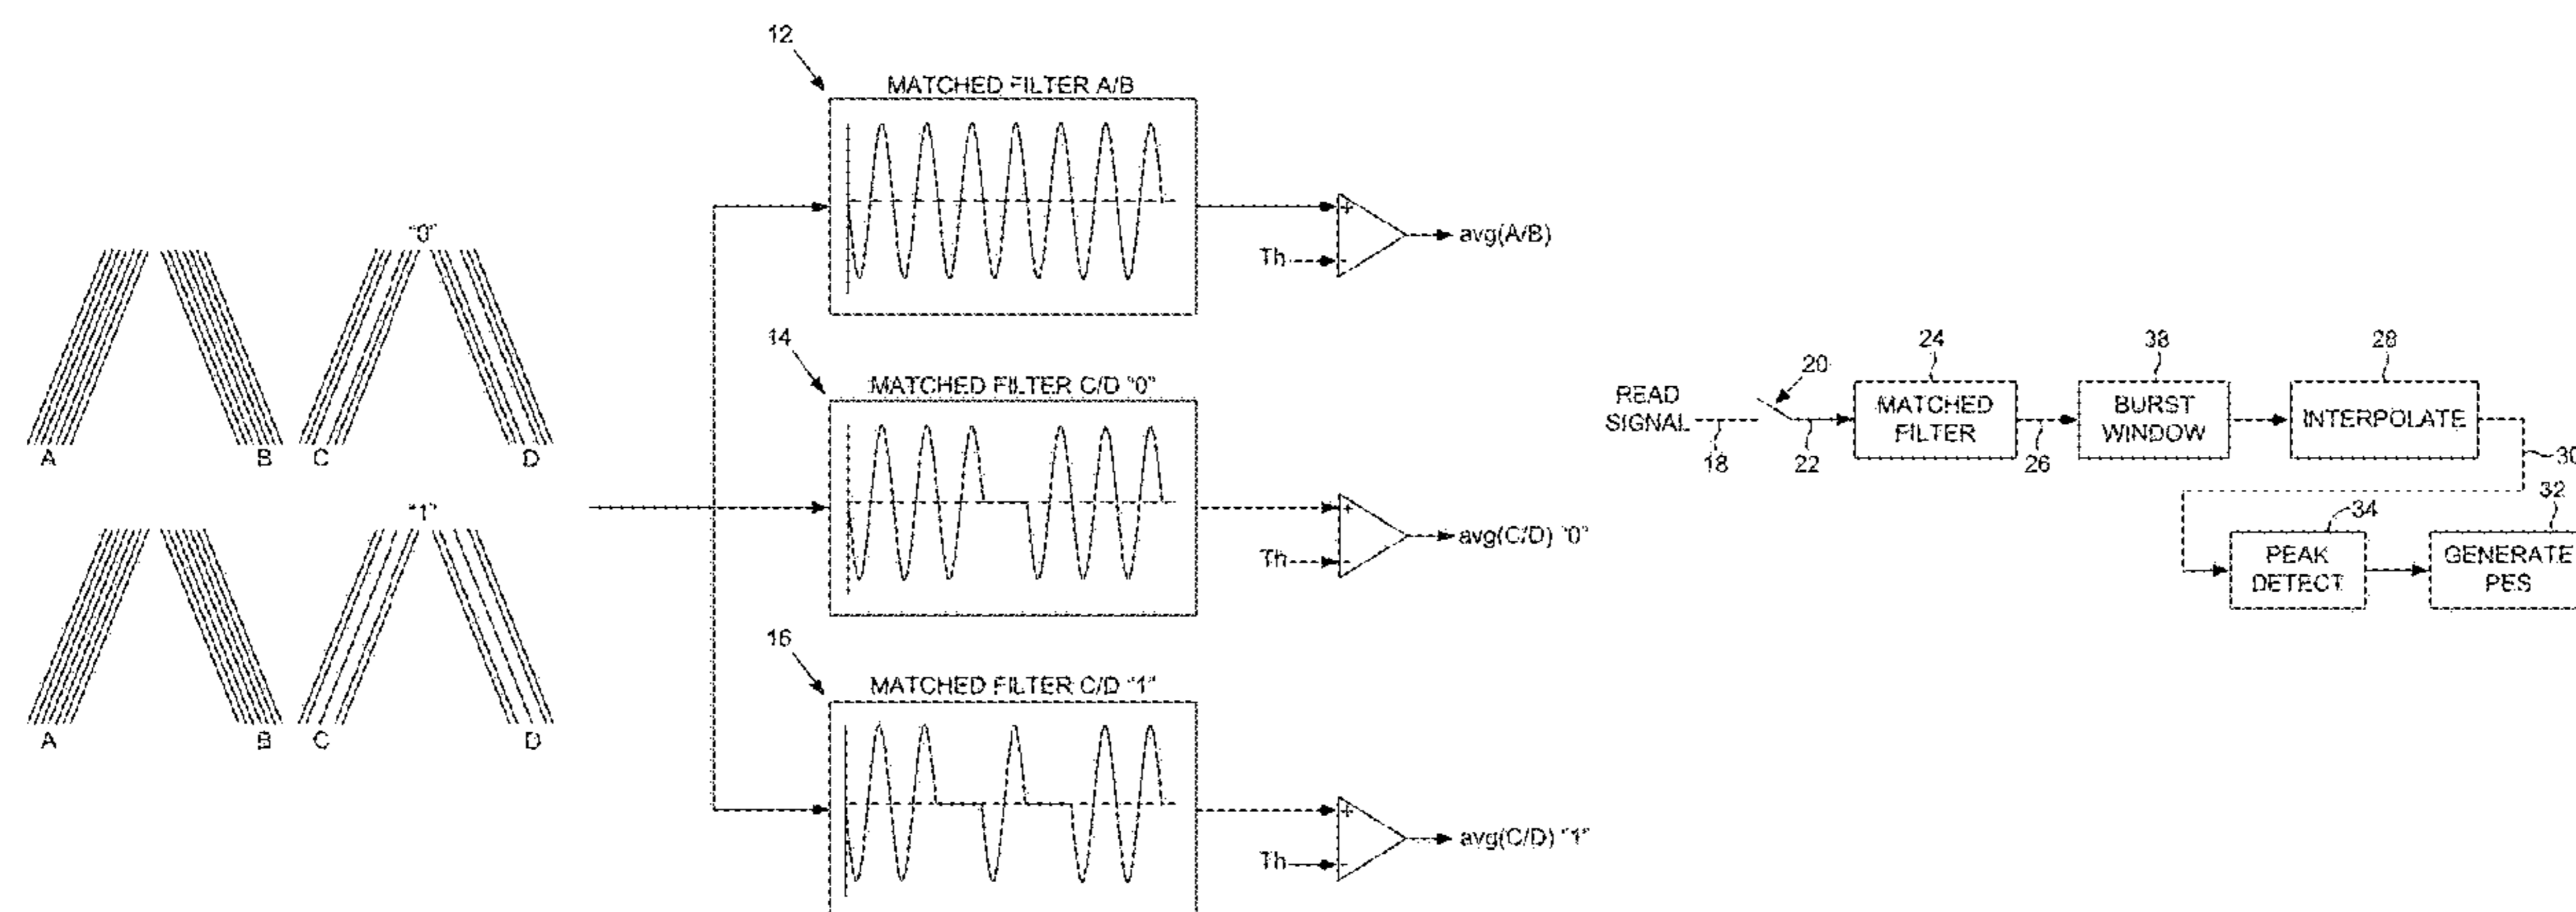 12
MATCHED FILTER A/B
"0"
+
Th
-
avg(A/B)
A
B
C
D
14
MATCHED FILTER C/D "0"
"1"
+
Th
-
avg(C/D) "0"
A
B
C
D
16
MATCHED FILTER C/D "1"
+
Th
-
avg(C/D) "1"
READ
SIGNAL
18
20
22
24
MATCHED
FILTER
26
38
BURST
WINDOW
28
INTERPOLATE
30
34
PEAK
DETECT
32
GENERATE
PES